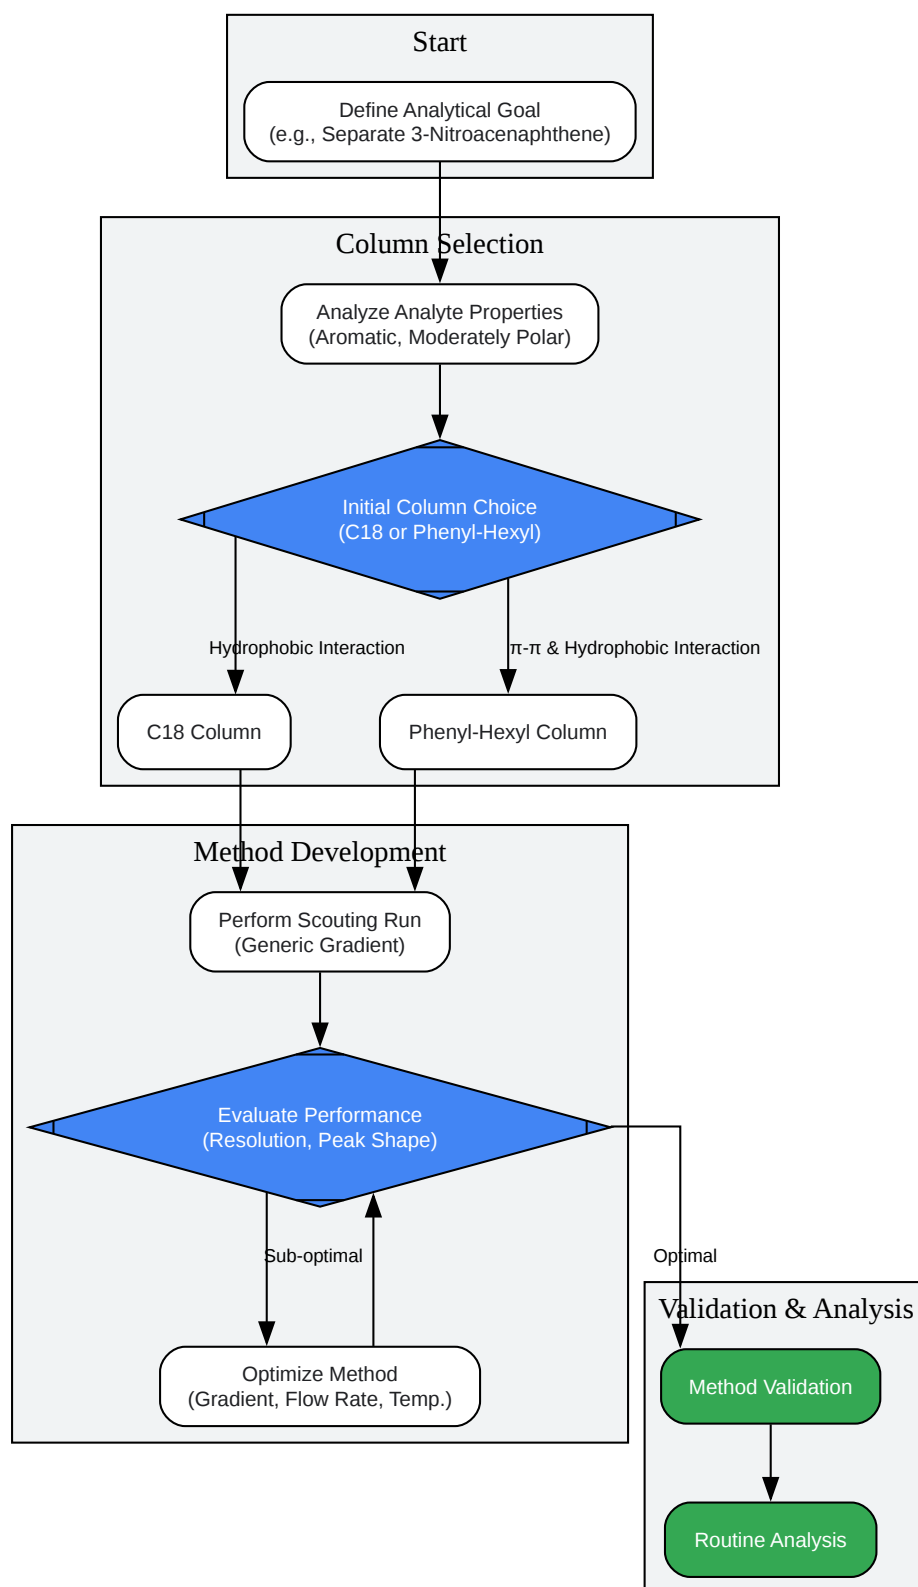 Start
Define Analytical Goal
(e.g., Separate 3-Nitroacenaphthene)
Column Selection
Analyze Analyte Properties
(Aromatic, Moderately Polar)
Initial Column Choice
(C18 or Phenyl-Hexyl)
Hydrophobic Interaction
π-π & Hydrophobic Interaction
C18 Column
Phenyl-Hexyl Column
Method Development
Perform Scouting Run
(Generic Gradient)
Evaluate Performance
(Resolution, Peak Shape)
Sub-optimal
Optimal
Optimize Method
(Gradient, Flow Rate, Temp.)
Validation & Analysis
Method Validation
Routine Analysis